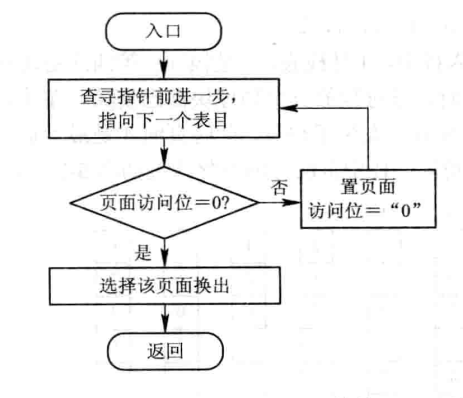 入口
查寻指针前进一步，
指向下一个表目
页面访问位＝0?
否
置页面
访问位＝“0”
是
选择该页面换出
返回